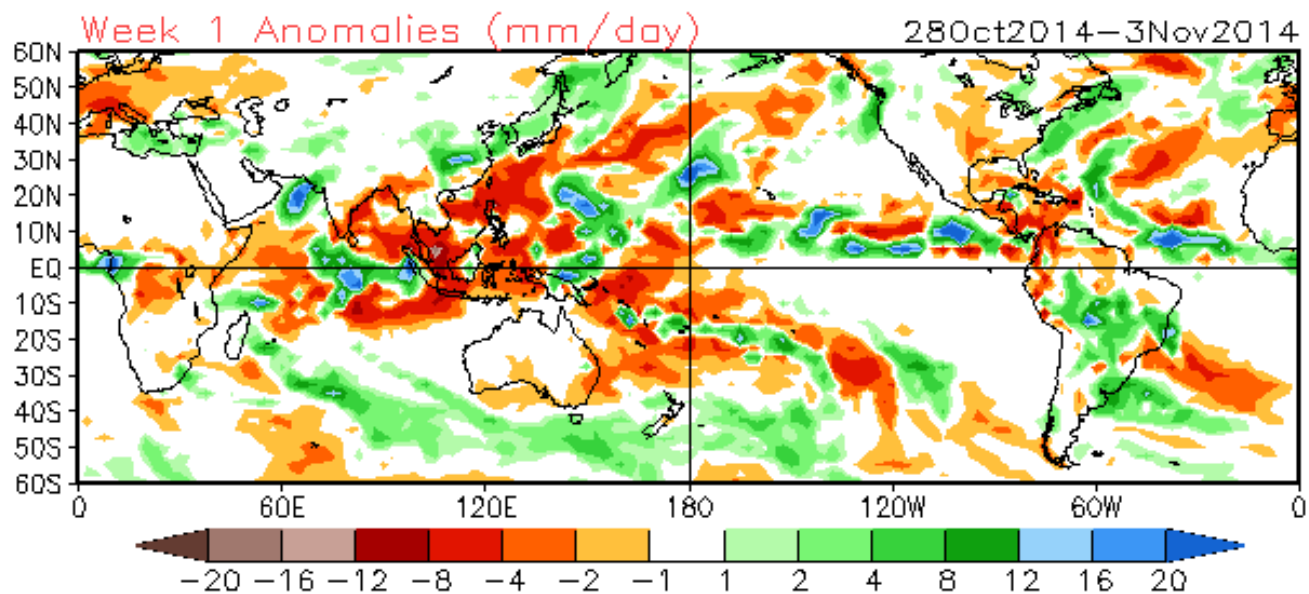 Week 1 Anomalies (mm/day) 28Oct2014-3Nov2014
60N
50N
40N
30N
20N
10N
EQ
10S
20S
30S
40S
50S
60S
0 60E 120E 180 120W 60W 0
-20 -16 -12 -8 -4 -2 -1 1 2 4 8 12 16 20